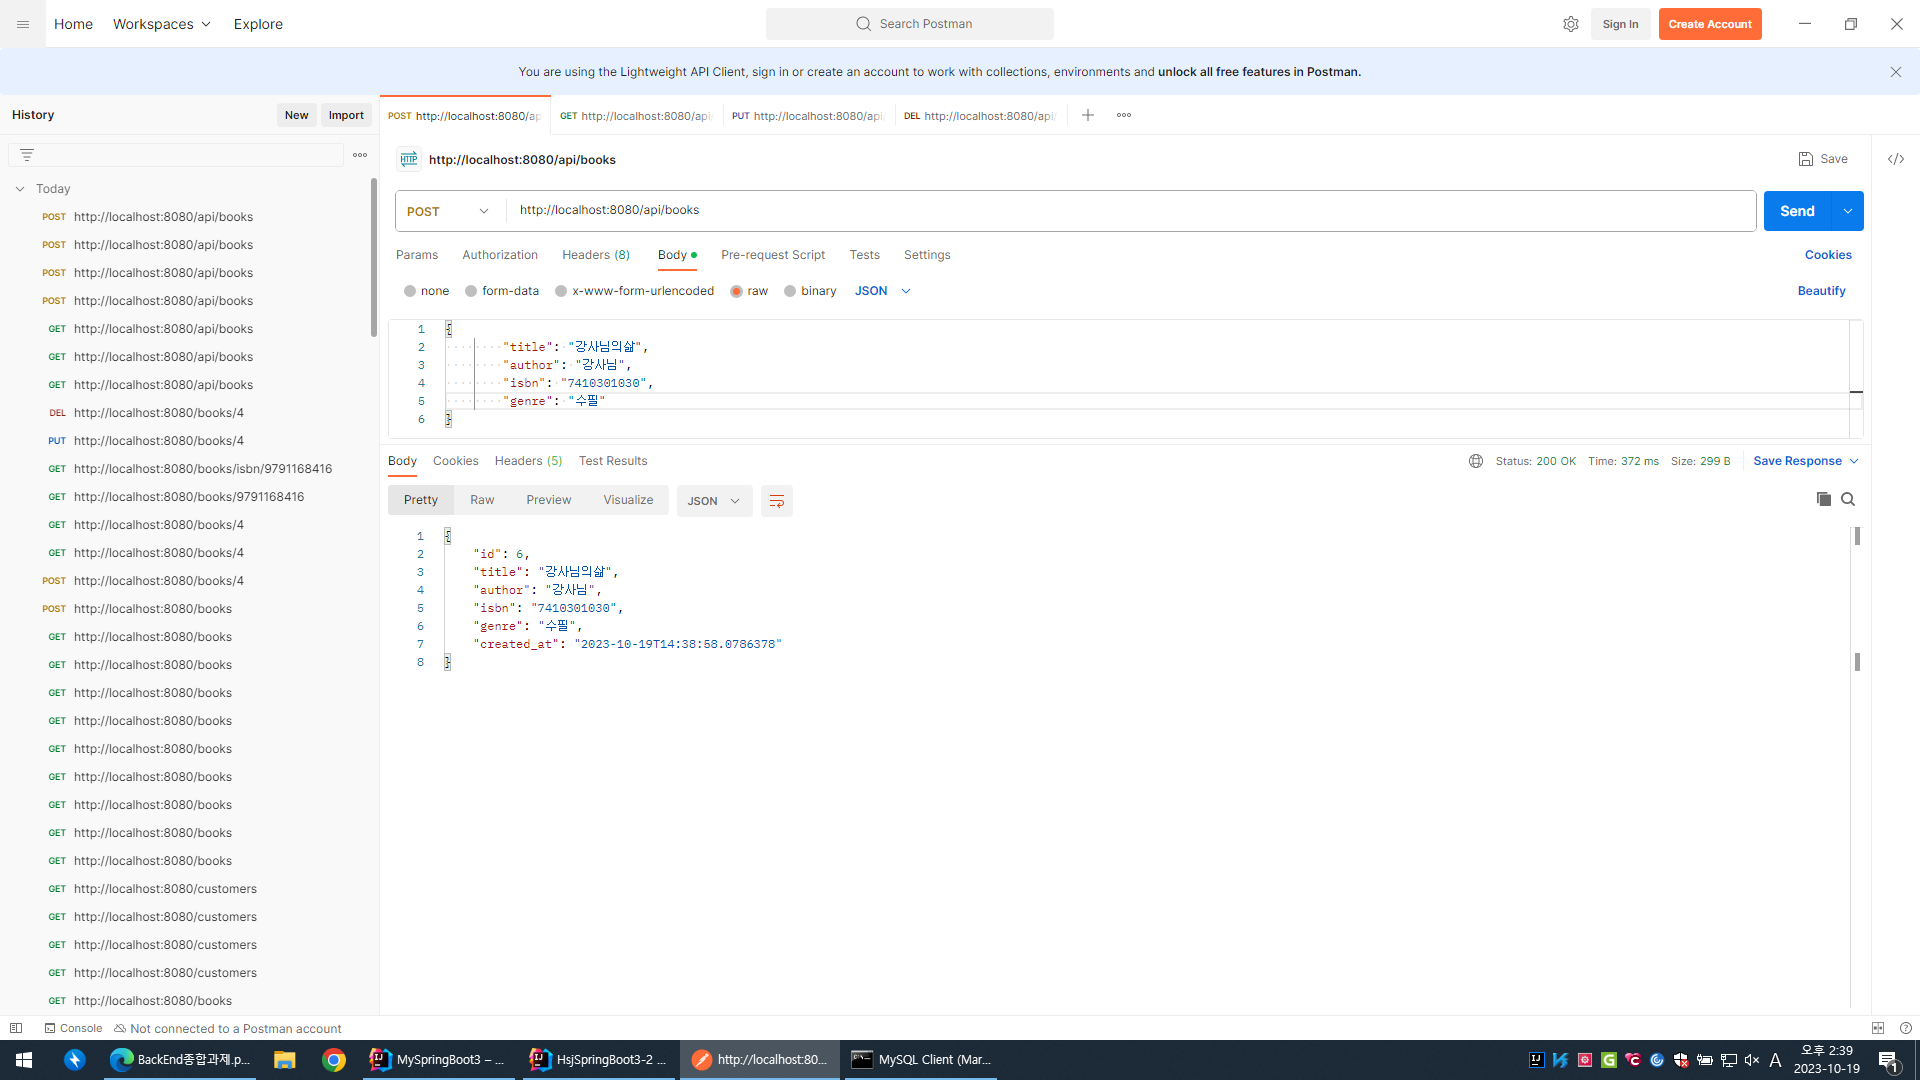 Home
Workspaces
Explore
Search Postman
Sign In
Create Account
You are using the Lightweight API Client, sign in or create an account to work with collections, environments and unlock all free features in Postman.
History
New
Import
Today
POST http://localhost:8080/api/books
POST http://localhost:8080/api/books
POST http://localhost:8080/api/books
POST http://localhost:8080/api/books
GET http://localhost:8080/api/books
GET http://localhost:8080/api/books
GET http://localhost:8080/api/books
DEL http://localhost:8080/books/4
PUT http://localhost:8080/books/4
GET http://localhost:8080/books/isbn/9791168416
GET http://localhost:8080/books/9791168416
GET http://localhost:8080/books/4
GET http://localhost:8080/books/4
POST http://localhost:8080/books/4
POST http://localhost:8080/books
GET http://localhost:8080/books
GET http://localhost:8080/books
GET http://localhost:8080/books
GET http://localhost:8080/books
GET http://localhost:8080/books
GET http://localhost:8080/books
GET http://localhost:8080/books
GET http://localhost:8080/books
GET http://localhost:8080/books
GET http://localhost:8080/customers
GET http://localhost:8080/customers
GET http://localhost:8080/customers
GET http://localhost:8080/customers
GET http://localhost:8080/books
POST http://localhost:8080/ap
GET http://localhost:8080/api/
PUT http://localhost:8080/api/
DEL http://localhost:8080/api/
HTTP http://localhost:8080/api/books
Save
POST
http://localhost:8080/api/books
Send
Params
Authorization
Headers (8)
Body
Pre-request Script
Tests
Settings
Cookies
none
form-data
x-www-form-urlencoded
raw
binary
JSON
Beautify
1 {
2 "title": "강사님의삶",
3 "author": "강사님",
4 "isbn": "7410301030",
5 "genre": "수필"
6 }
Body
Cookies
Headers (5)
Test Results
Status: 200 OK
Time: 372 ms
Size: 299 B
Save Response
Pretty
Raw
Preview
Visualize
JSON
1 {
2 "id": 6,
3 "title": "강사님의삶",
4 "author": "강사님",
5 "isbn": "7410301030",
6 "genre": "수필",
7 "created_at": "2023-10-19T14:38:58.0786378"
8 }
Console
Not connected to a Postman account
BackEnd종합과제.p...
MySpringBoot3 – ...
HsjSpringBoot3-2 ...
http://localhost:80...
MySQL Client (Mar...
A
오후 2:39
2023-10-19
1